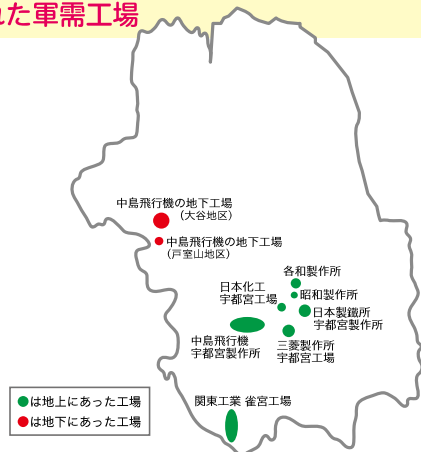 れた軍需工場
中島飛行機の地下工場
（大谷地区）
中島飛行機の地下工場
（戸室山地区）
各和製作所
日本化工
宇都宮工場
昭和製作所
日本製鐵所
宇都宮製作所
中島飛行機
宇都宮製作所
三菱製作所
宇都宮工場
関東工業 雀宮工場
●は地上にあった工場
●は地下にあった工場